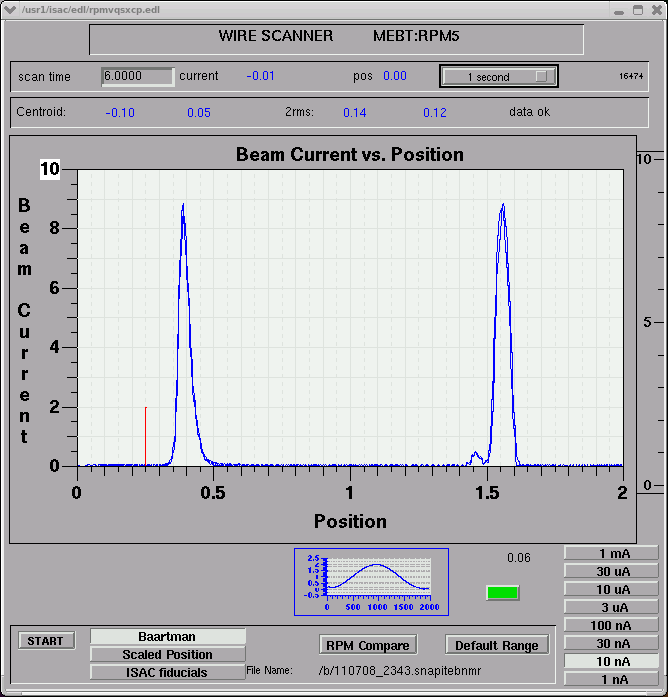 /usr1/isac/edl/rpmvqsxcp.edl
WIRE SCANNER MEBT:RPM5
scan time 6.0000 current -0.01 pos 0.00 1 second 16474
Centroid: -0.10 0.05 2rms: 0.14 0.12 data ok
Beam Current vs. Position
Beam Current
10
8
6
4
2
0
0 0.5 1 1.5 2
Position
10
5
0
2.5
2
1.5
1
0.5
0
-0.5
0 500 1000 1500 2000
0.06
1 mA
30 uA
10 uA
3 uA
100 nA
30 nA
10 nA
1 nA
START
Baartman
Scaled Position
ISAC fiducials
RPM Compare
Default Range
File Name: /b/110708_2343.snapitebnmr